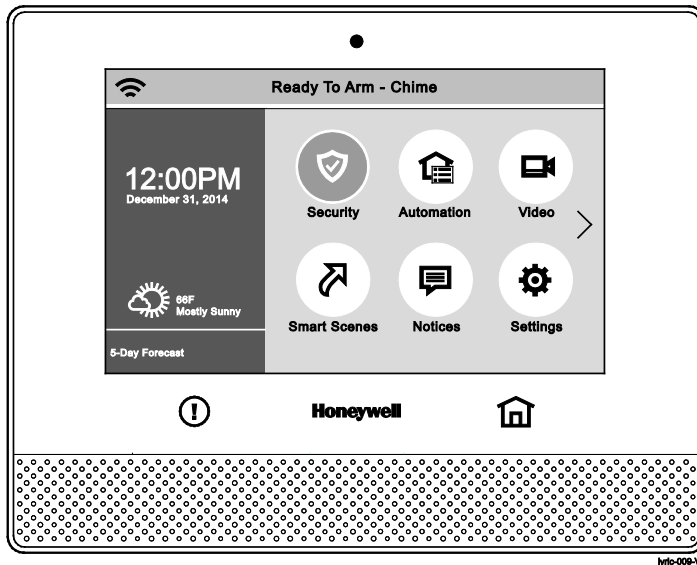 Ready To Arm - Chime
12:00PM
December 31, 2014
Security
Automation
Video
66F
Mostly Sunny
Smart Scenes
Notices
Settings
5-Day Forecast
Honeywell